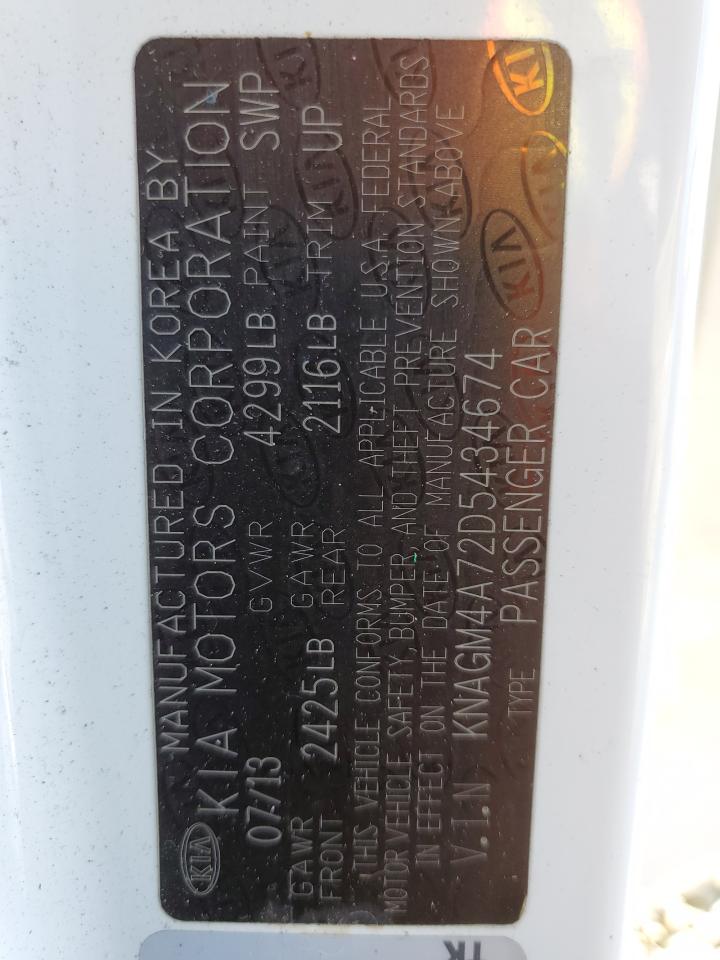 MANUFACTURED IN KOREA BY
KIA KIA MOTORS CORPORATION
07/13 GVWR 4299LB PAINT SWP
GAWR FRONT 2425LB GAWR REAR 2116LB TRIM UP
THIS VEHICLE CONFORMS TO ALL APPLICABLE U.S.A FEDERAL
MOTOR VEHICLE SAFETY, BUMPER, AND THEFT PREVENTION STANDARDS
IN EFFECT ON THE DATE OF MANUFACTURE SHOWN ABOVE
V.I.N KNAGM4A72D5434674
TYPE PASSENGER CAR KIA